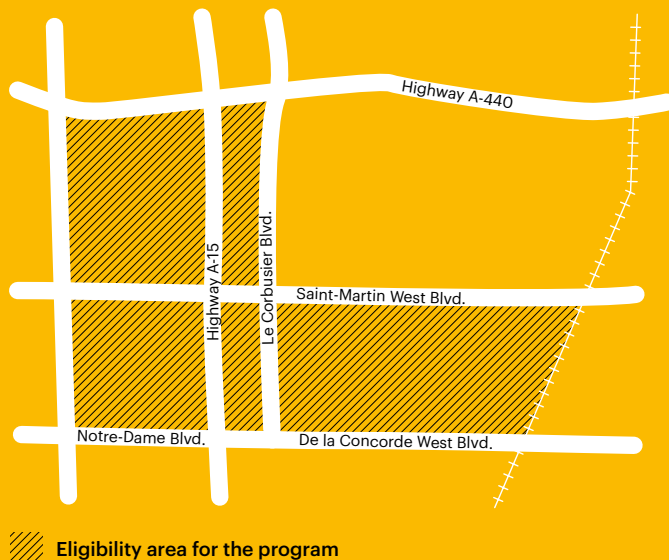 Highway A-440
Highway A-15
Le Corbusier Blvd.
Saint-Martin West Blvd.
Notre-Dame Blvd.
De la Concorde West Blvd.
Eligibility area for the program